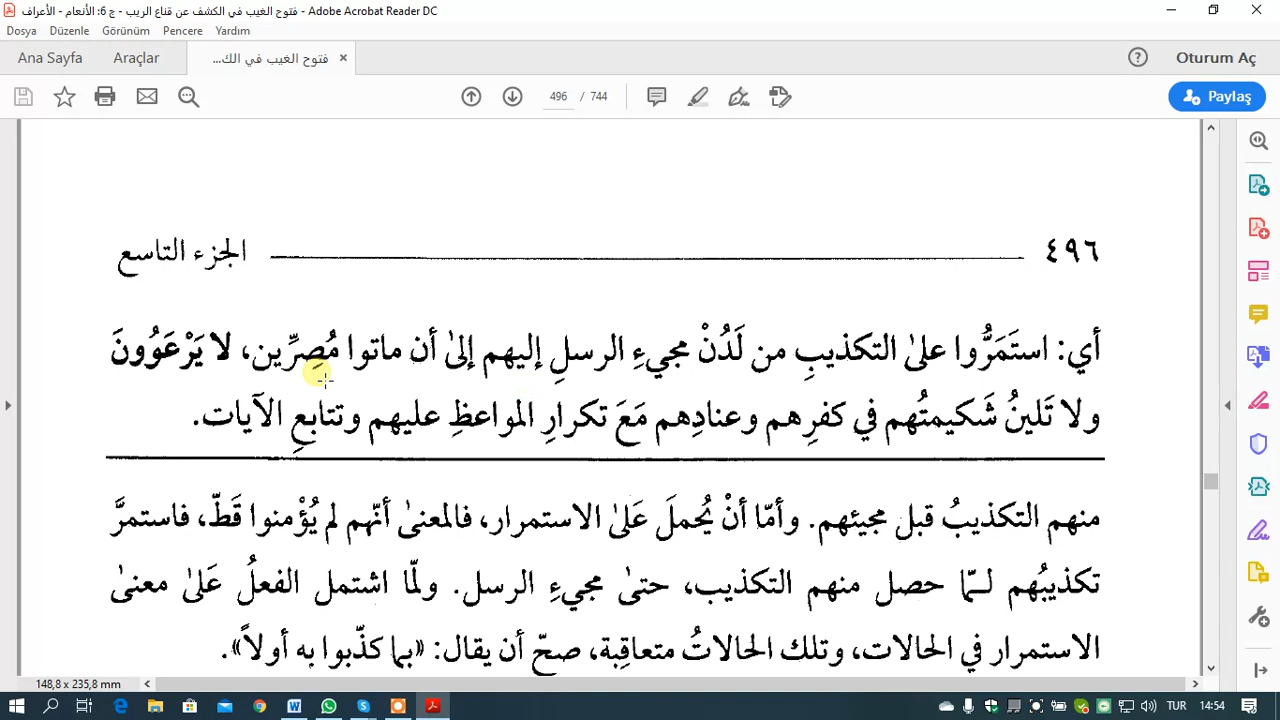 فتوح الغيب في الكشف عن قناع الريب - ج 6: الأنعام - الأعراف - Adobe Acrobat Reader DC
Dosya Düzenle Görünüm Pencere Yardım
Ana Sayfa Araçlar فتوح الغيب في الك... × ? Oturum Aç
496 / 744 Paylaş
٤٩٦ الجزء التاسع
أي: استَمَرُّوا علىٰ التكذيبِ من لَدُنْ مجيءِ الرسلِ إليهم إلىٰ أن ماتوا مُصِرِّين، لا يَرْعَوُونَ
ولا تَلينُ شَكيمتُهم في كفرِهم وعنادِهم مَعَ تكرارِ المواعظِ عليهم وتتابعِ الآيات.
منهم التكذيبُ قبل مجيئهم. وأمّا أنْ يُحملَ عَلىٰ الاستمرار، فالمعنىٰ أنّهم لم يُؤْمنوا قَطّ، فاستمرَّ
تكذيبُهم لـمّا حصل منهم التكذيب، حتىٰ مجيءِ الرسل. ولمّا اشتمل الفعلُ عَلىٰ معنىٰ
الاستمرار في الحالات، وتلك الحالاتُ متعاقِبة، صحّ أن يقال: «بما كذّبوا به أولاً».
148,8 x 235,8 mm
TUR 14:54